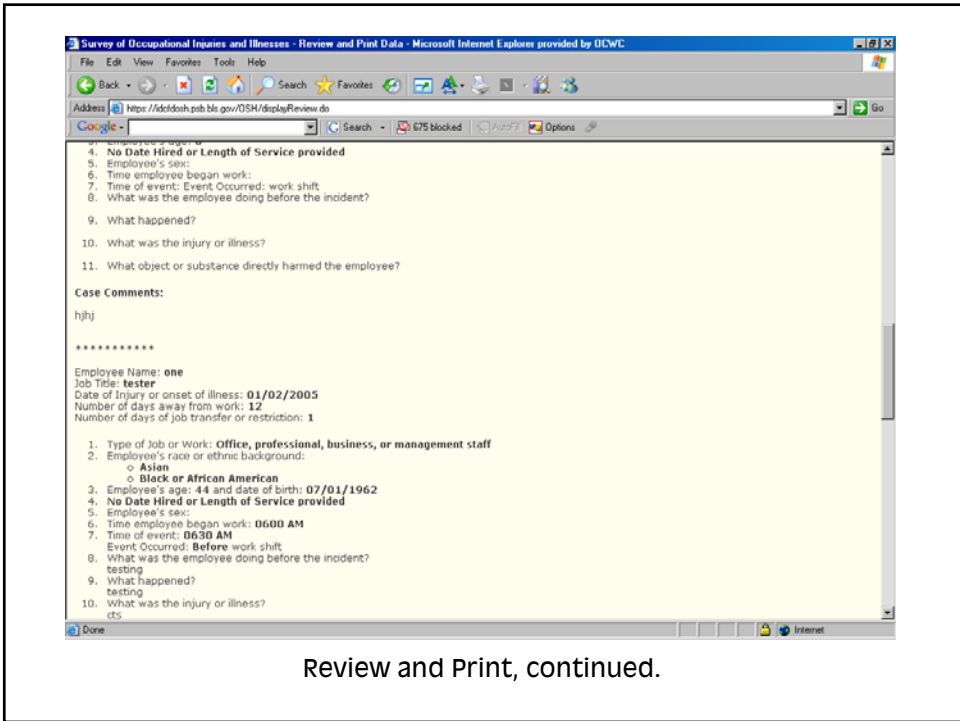 Survey of Occupational Injuries and Illnesses - Review and Print Data - Microsoft Internet Explorer provided by OCWC
File Edit View Favorites Tools Help
Back Search Favorites
Address https://idcfdosh.psb.bls.gov/OSH/displayReview.do Go
Google Search 675 blocked AutoFill Options
3. Employee's age: 0
4. No Date Hired or Length of Service provided
5. Employee's sex:
6. Time employee began work:
7. Time of event: Event Occurred: work shift
8. What was the employee doing before the incident?
9. What happened?
10. What was the injury or illness?
11. What object or substance directly harmed the employee?
Case Comments:
hjhj
***********
Employee Name: one
Job Title: tester
Date of Injury or onset of illness: 01/02/2005
Number of days away from work: 12
Number of days of job transfer or restriction: 1
1. Type of Job or Work: Office, professional, business, or management staff
2. Employee's race or ethnic background:
○ Asian
○ Black or African American
3. Employee's age: 44 and date of birth: 07/01/1962
4. No Date Hired or Length of Service provided
5. Employee's sex:
6. Time employee began work: 0600 AM
7. Time of event: 0630 AM
Event Occurred: Before work shift
8. What was the employee doing before the incident?
testing
9. What happened?
testing
10. What was the injury or illness?
cts
Done Internet
Review and Print, continued.